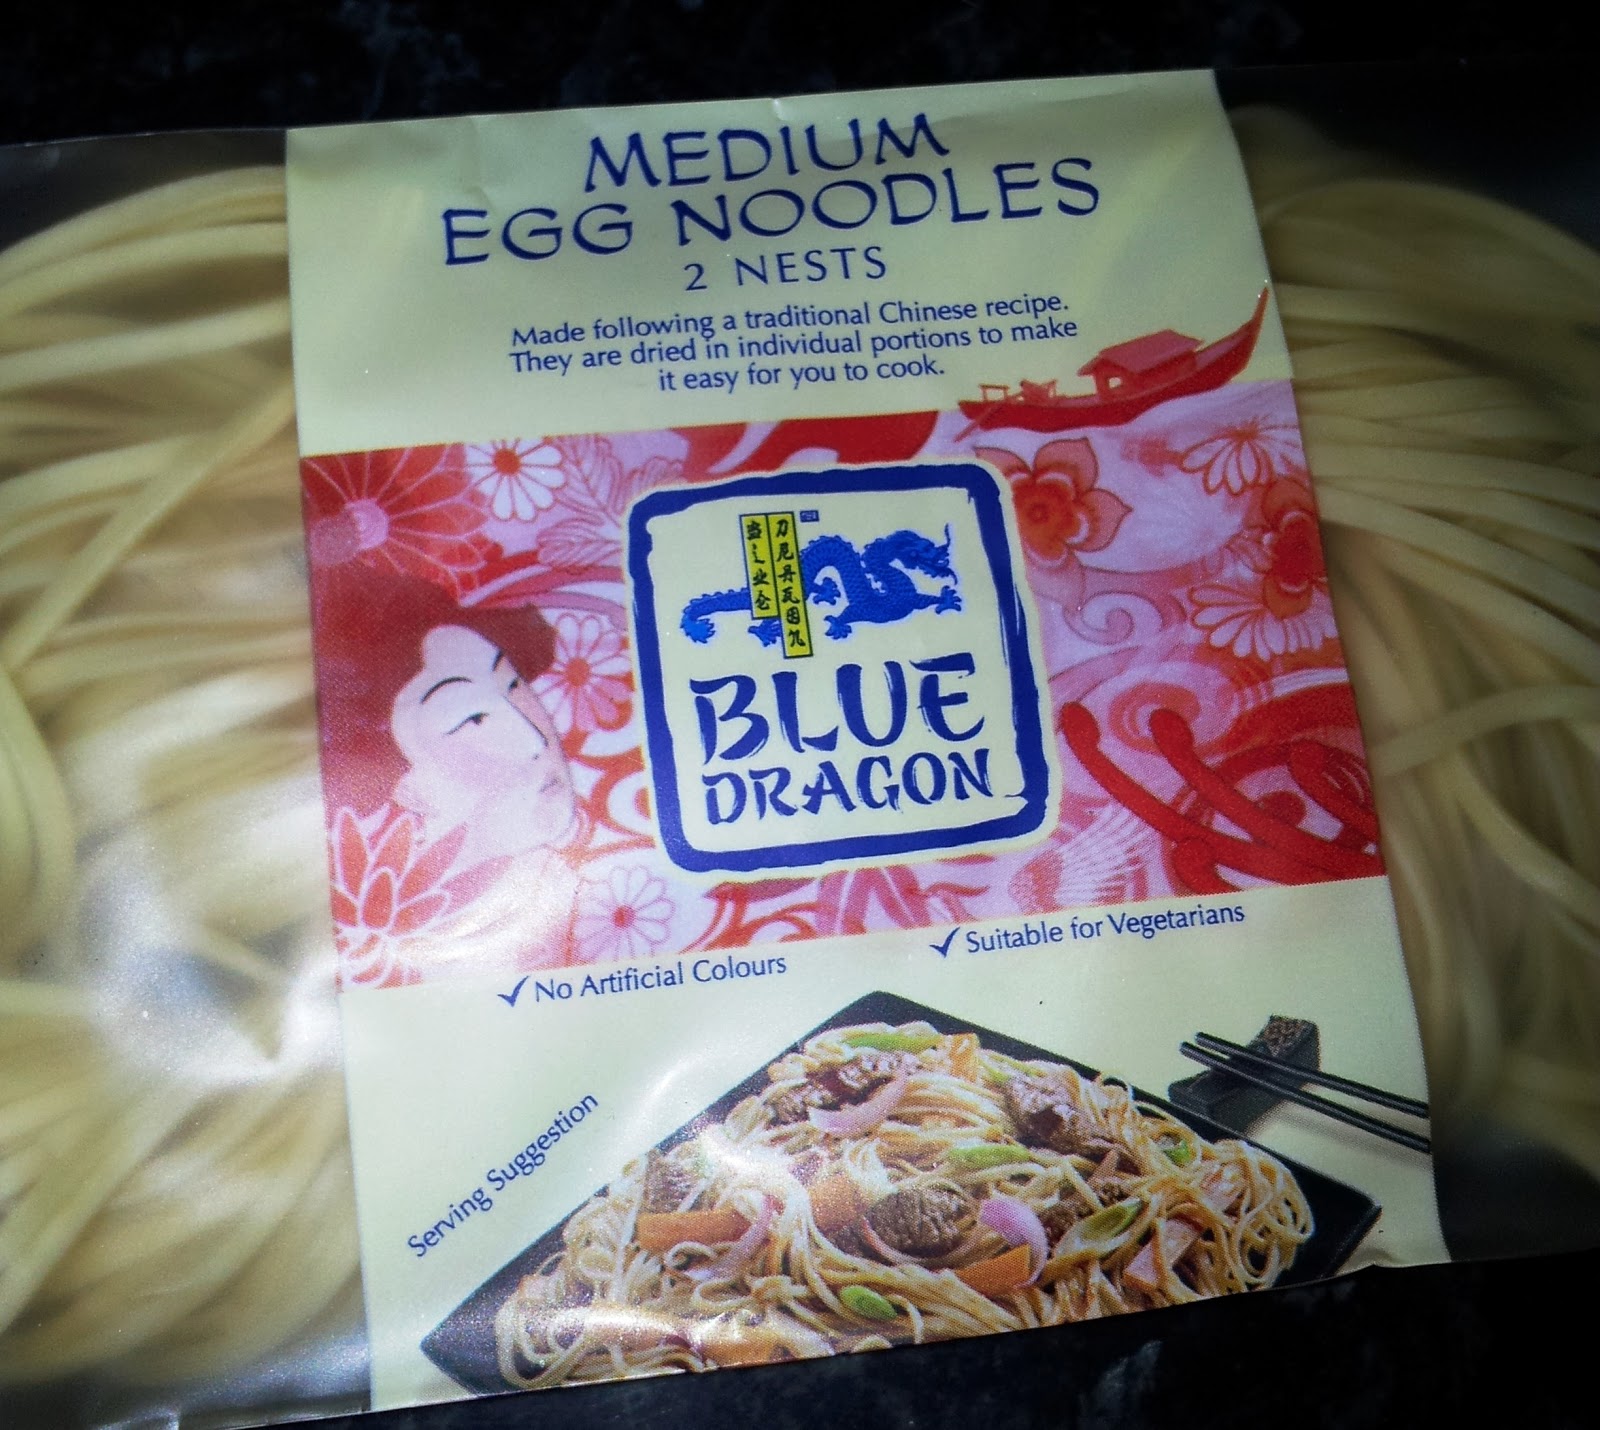 MEDIUM
EGG NOODLES
2 NESTS
Made following a traditional Chinese recipe.
They are dried in individual portions to make
it easy for you to cook.
BLUE
DRAGON
✓ No Artificial Colours
✓ Suitable for Vegetarians
Serving Suggestion